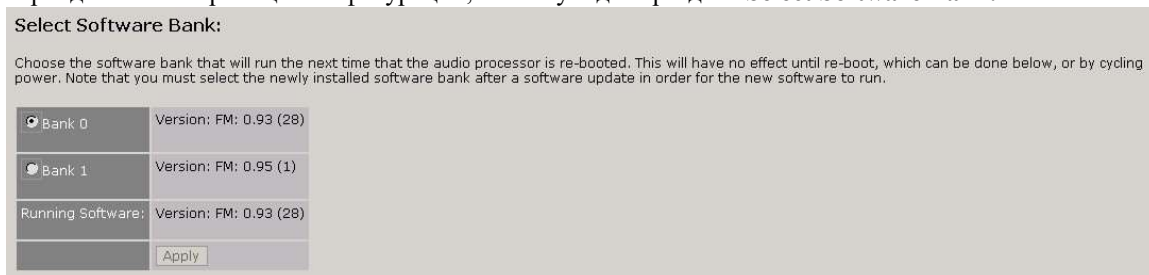 Select Software Bank:
Choose the software bank that will run the next time that the audio processor is re-booted. This will have no effect until re-boot, which can be done below, or by cycling
power. Note that you must select the newly installed software bank after a software update in order for the new software to run.
Bank 0 Version: FM: 0.93 (28)
Bank 1 Version: FM: 0.95 (1)
Running Software: Version: FM: 0.93 (28)
Apply